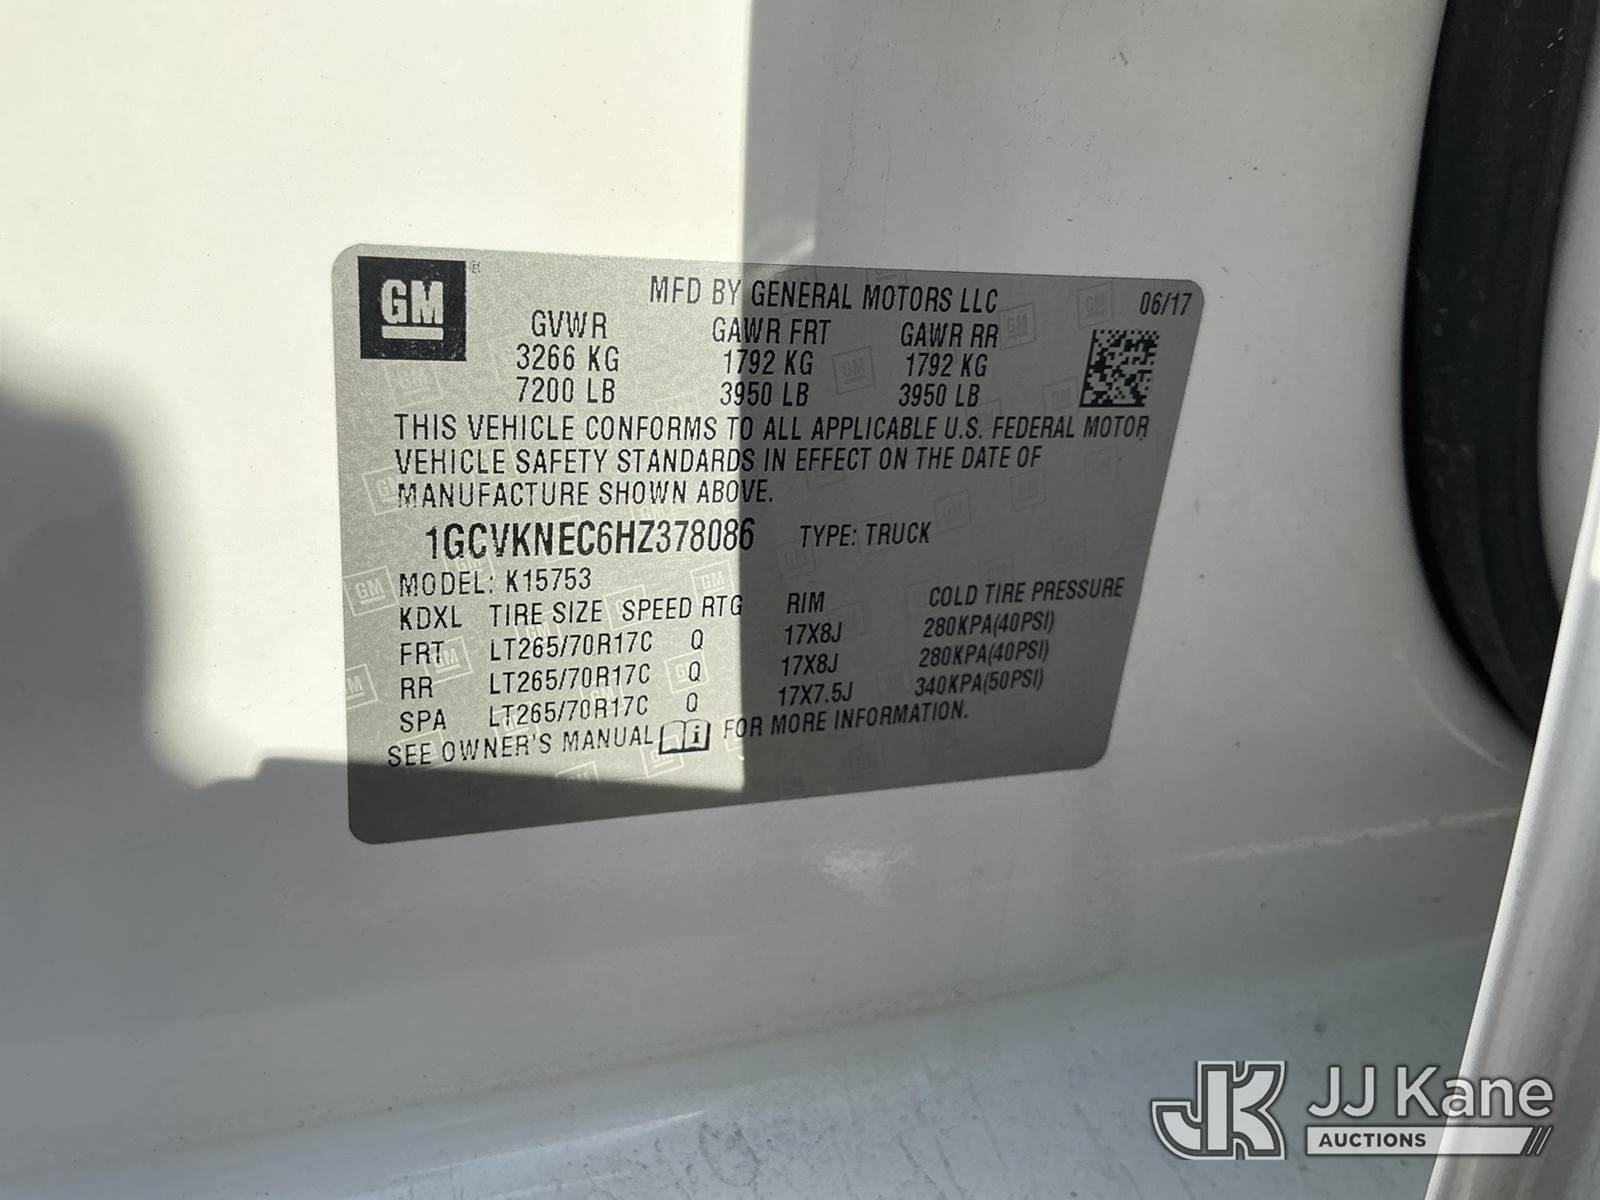 GM ®
MFD BY GENERAL MOTORS LLC 06/17
GVWR GAWR FRT GAWR RR
3266 KG 1792 KG 1792 KG
7200 LB 3950 LB 3950 LB
THIS VEHICLE CONFORMS TO ALL APPLICABLE U.S. FEDERAL MOTOR
VEHICLE SAFETY STANDARDS IN EFFECT ON THE DATE OF
MANUFACTURE SHOWN ABOVE.
1GCVKNEC6HZ378086 TYPE: TRUCK
MODEL: K15753
KDXL TIRE SIZE SPEED RTG RIM COLD TIRE PRESSURE
FRT LT265/70R17C Q 17X8J 280KPA(40PSI)
RR LT265/70R17C Q 17X8J 280KPA(40PSI)
SPA LT265/70R17C Q 17X7.5J 340KPA(50PSI)
SEE OWNER'S MANUAL i FOR MORE INFORMATION.
JK JJ Kane
AUCTIONS